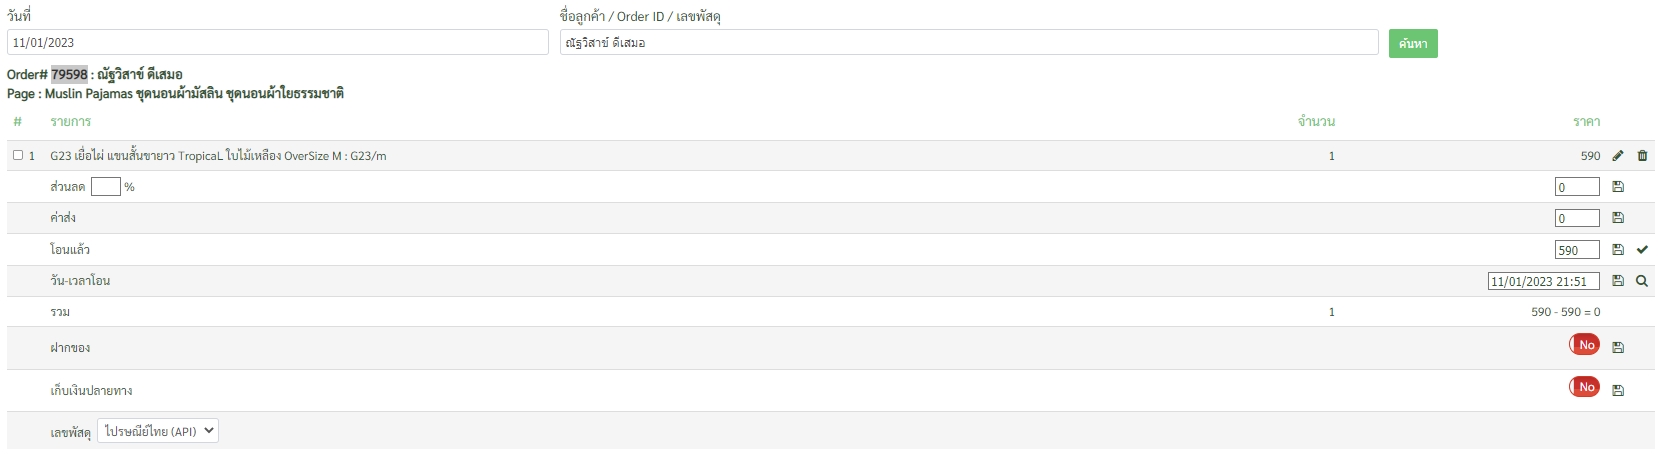 วันที่ ชื่อลูกค้า / Order ID / เลขพัสดุ
11/01/2023 ณัฐวิสาข์ ดีเสมอ ค้นหา
Order# 79598 : ณัฐวิสาข์ ดีเสมอ
Page : Muslin Pajamas ชุดนอนผ้ามัสลิน ชุดนอนผ้าใยธรรมชาติ
# รายการ จำนวน ราคา
1 G23 เยื่อไผ่ แขนสั้นขายาว TropicaL ใบไม้เหลือง OverSize M : G23/m 1 590
ส่วนลด % 0
ค่าส่ง 0
โอนแล้ว 590
วัน-เวลาโอน 11/01/2023 21:51
รวม 1 590 - 590 = 0
ฝากของ No
เก็บเงินปลายทาง No
เลขพัสดุ ไปรษณีย์ไทย (API)